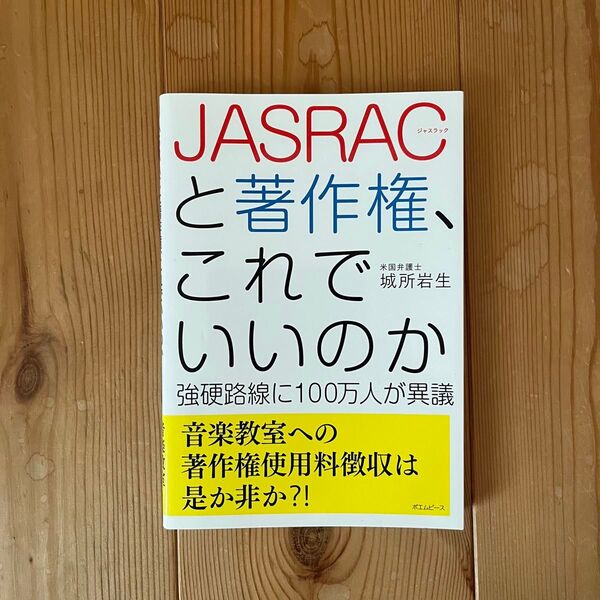 JASRAC
ジャスラック
と著作権、
これで
米国弁護士
城所岩生
いいのか
強硬路線に100万人が異議
音楽教室への
著作権使用料徴収は
是か非か?!
ポエムピース